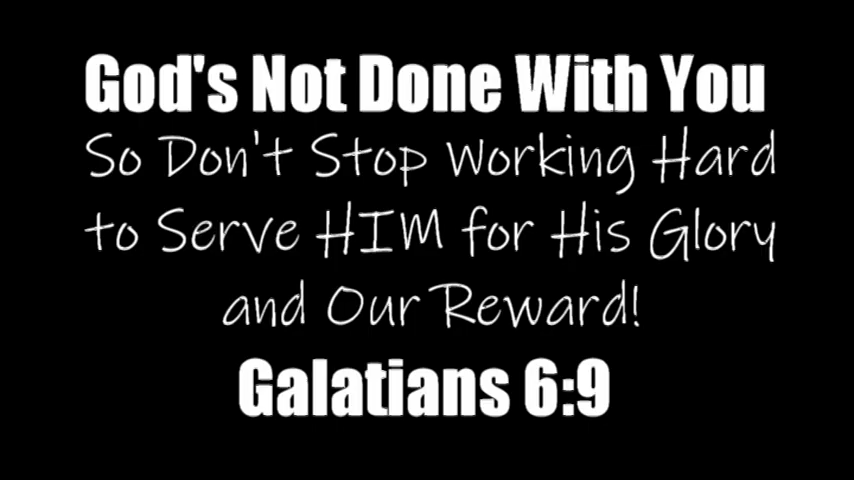 God's Not Done With You
So Don't Stop Working Hard
to Serve HIM for His Glory
and Our Reward!
Galatians 6:9